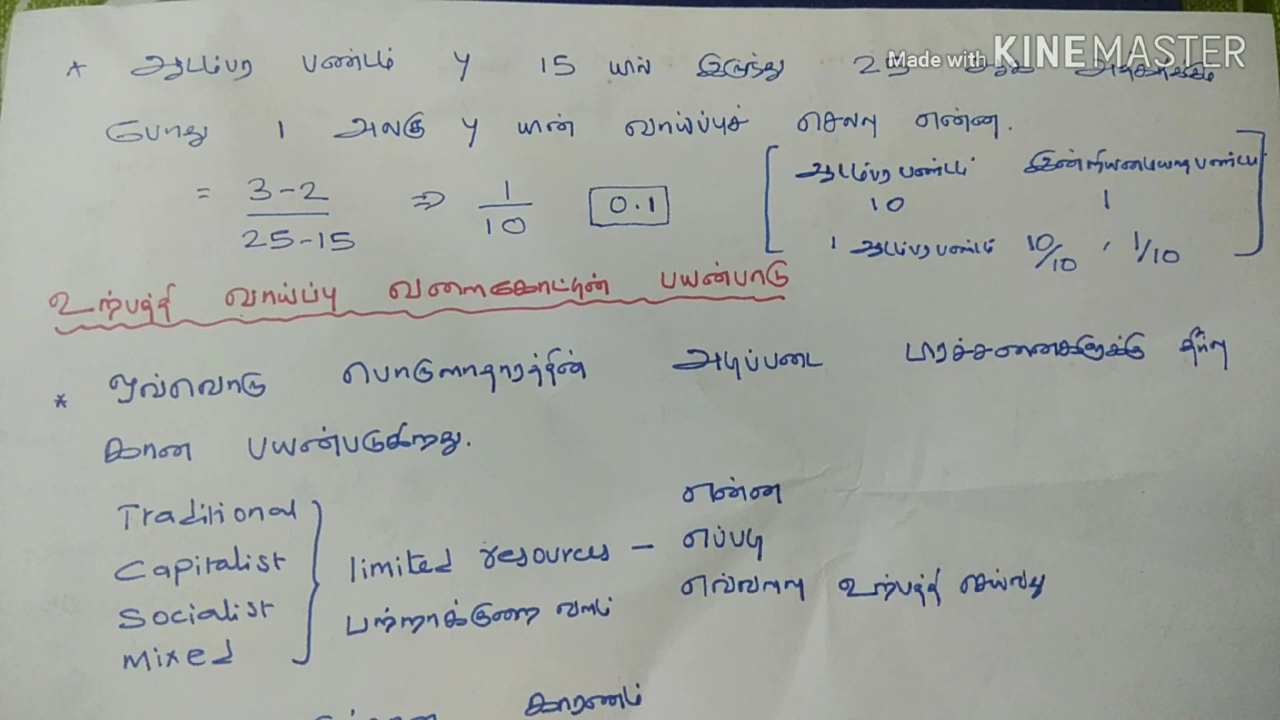 * ஆடம்பர பண்டம் y 15 யில் இருந்து 25 ஆக அதிகரிக்கும்
Made with KINEMASTER
போது 1 அலகு y யின் வாய்ப்புச் செலவு என்ன.
ஆடம்பர பண்டம் இன்றியமையாத பண்டம்
10 1
1 ஆடம்பர பண்டம் 10/10 , 1/10
= 3-2 / 25-15 ⇒ 1/10 0.1
உற்பத்தி வாய்ப்பு வளைகோட்டின் பயன்பாடு
* ஒவ்வொரு பொருளாதாரத்தின் அடிப்படை பிரச்சனைகளுக்கு தீர்வு
கான பயன்படுகிறது.
Traditional
Capitalist
Socialist
Mixed
limited resources -
பற்றாக்குறை வளம்
என்ன
எப்படி
எவ்வளவு உற்பத்தி செய்வது
காரணம்